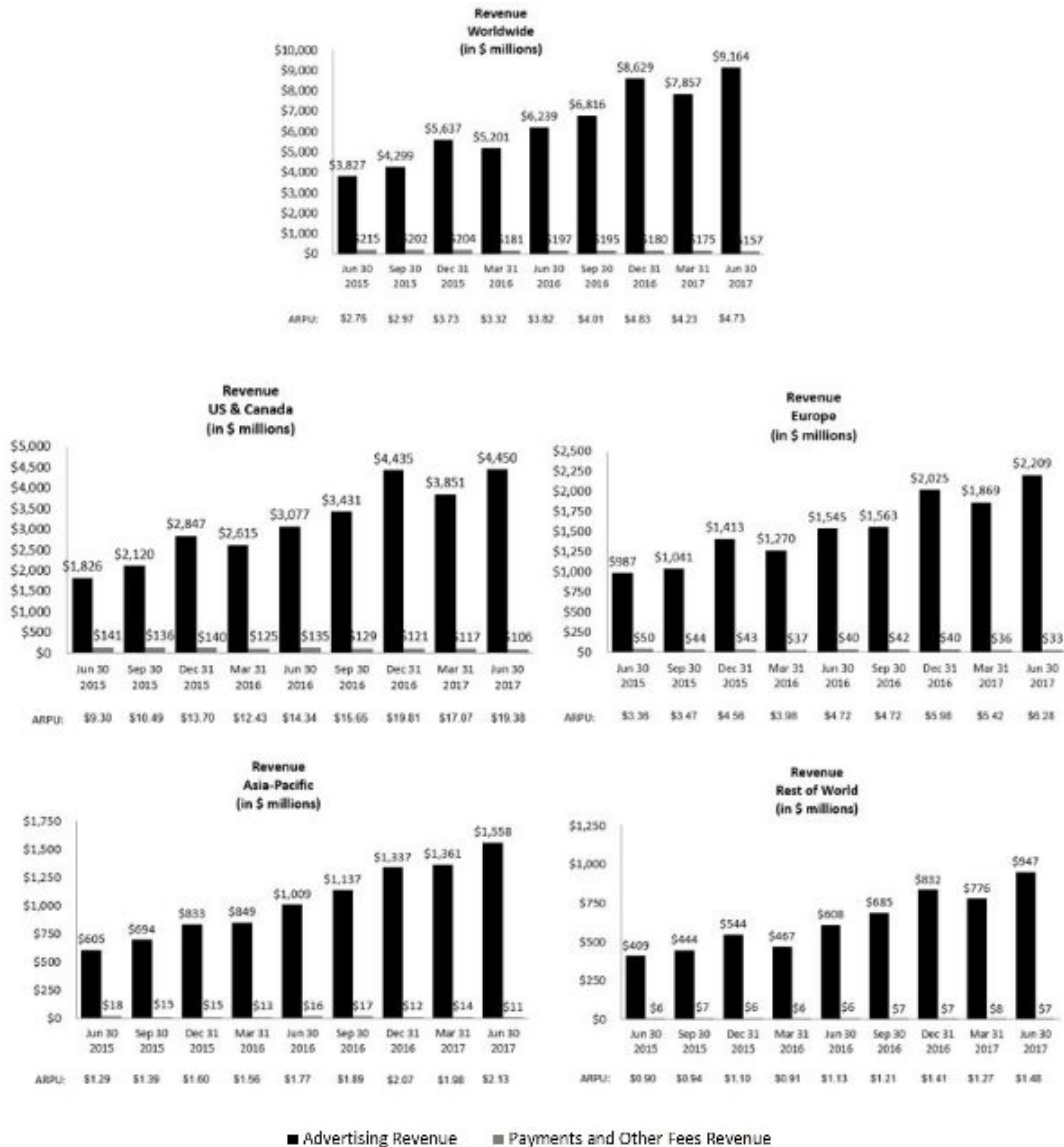 Revenue
Worldwide
(in $ millions)
$10,000
$9,000
$8,000
$7,000
$6,000
$5,000
$4,000
$3,000
$2,000
$1,000
$0
$3,827 $4,299 $5,637 $5,201 $6,239 $6,816 $8,629 $7,857 $9,164
$215 $202 $204 $181 $197 $195 $180 $175 $157
Jun 30 Sep 30 Dec 31 Mar 31 Jun 30 Sep 30 Dec 31 Mar 31 Jun 30
2015 2015 2015 2016 2016 2016 2016 2017 2017
ARPU: $2.76 $2.97 $3.73 $3.32 $3.82 $4.01 $4.83 $4.23 $4.73
Revenue
US & Canada
(in $ millions)
$5,000
$4,500
$4,000
$3,500
$3,000
$2,500
$2,000
$1,500
$1,000
$500
$0
$1,826 $2,120 $2,847 $2,615 $3,077 $3,431 $4,435 $3,851 $4,450
$141 $136 $140 $125 $135 $129 $121 $117 $106
Jun 30 Sep 30 Dec 31 Mar 31 Jun 30 Sep 30 Dec 31 Mar 31 Jun 30
2015 2015 2015 2016 2016 2016 2016 2017 2017
ARPU: $9.30 $10.49 $13.70 $12.43 $14.34 $15.65 $19.81 $17.07 $19.38
Revenue
Europe
(in $ millions)
$2,500
$2,250
$2,000
$1,750
$1,500
$1,250
$1,000
$750
$500
$250
$0
$987 $1,041 $1,413 $1,270 $1,545 $1,563 $2,025 $1,869 $2,209
$50 $44 $43 $37 $40 $42 $40 $36 $33
Jun 30 Sep 30 Dec 31 Mar 31 Jun 30 Sep 30 Dec 31 Mar 31 Jun 30
2015 2015 2015 2016 2016 2016 2016 2017 2017
ARPU: $3.36 $3.47 $4.56 $3.98 $4.72 $4.72 $5.98 $5.42 $6.28
Revenue
Asia-Pacific
(in $ millions)
$1,750
$1,500
$1,250
$1,000
$750
$500
$250
$0
$605 $694 $833 $849 $1,009 $1,137 $1,337 $1,361 $1,558
$18 $15 $15 $13 $16 $17 $12 $14 $11
Jun 30 Sep 30 Dec 31 Mar 31 Jun 30 Sep 30 Dec 31 Mar 31 Jun 30
2015 2015 2015 2016 2016 2016 2016 2017 2017
ARPU: $1.29 $1.39 $1.60 $1.56 $1.77 $1.89 $2.07 $1.98 $2.13
Revenue
Rest of World
(in $ millions)
$1,250
$1,000
$750
$500
$250
$0
$409 $444 $544 $467 $608 $685 $832 $776 $947
$6 $7 $6 $6 $6 $7 $7 $8 $7
Jun 30 Sep 30 Dec 31 Mar 31 Jun 30 Sep 30 Dec 31 Mar 31 Jun 30
2015 2015 2015 2016 2016 2016 2016 2017 2017
ARPU: $0.90 $0.94 $1.10 $0.91 $1.13 $1.21 $1.41 $1.27 $1.48
Advertising Revenue Payments and Other Fees Revenue